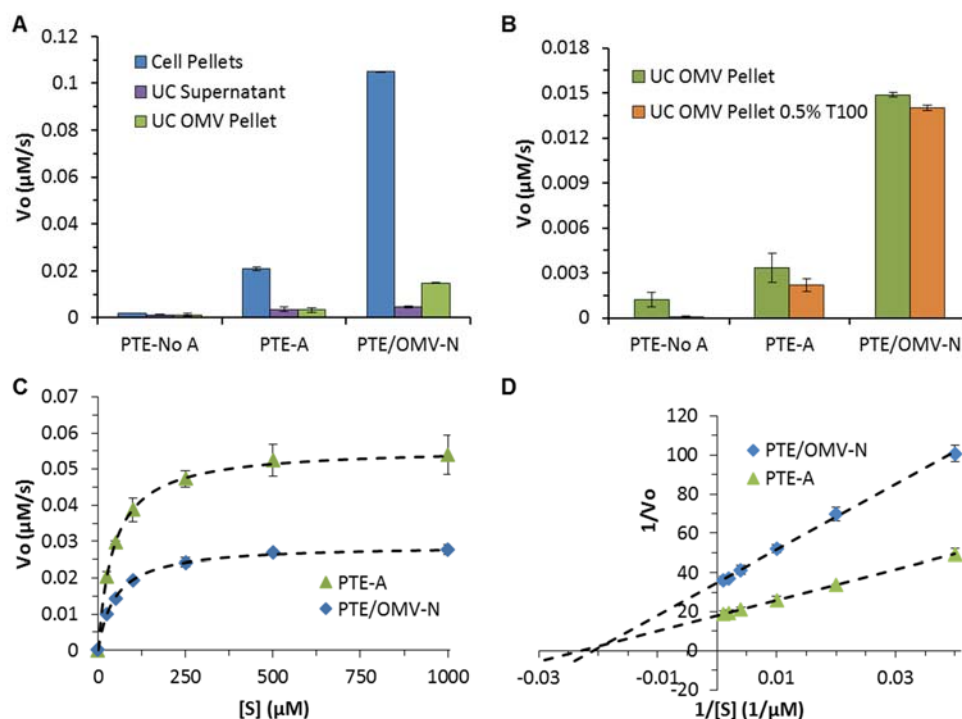 A
0.12
0.1
0.08
0.06
0.04
0.02
0
Vo (µM/s)
Cell Pellets
UC Supernatant
UC OMV Pellet
PTE-No A
PTE-A
PTE/OMV-N
B
0.018
0.015
0.012
0.009
0.006
0.003
0
Vo (µM/s)
UC OMV Pellet
UC OMV Pellet 0.5% T100
PTE-No A
PTE-A
PTE/OMV-N
C
0.07
0.06
0.05
0.04
0.03
0.02
0.01
0
Vo (µM/s)
PTE-A
PTE/OMV-N
0
250
500
750
1000
[S] (µM)
D
120
100
80
60
40
20
0
-20
1/Vo
PTE/OMV-N
PTE-A
-0.03
-0.01
0.01
0.03
1/[S] (1/µM)